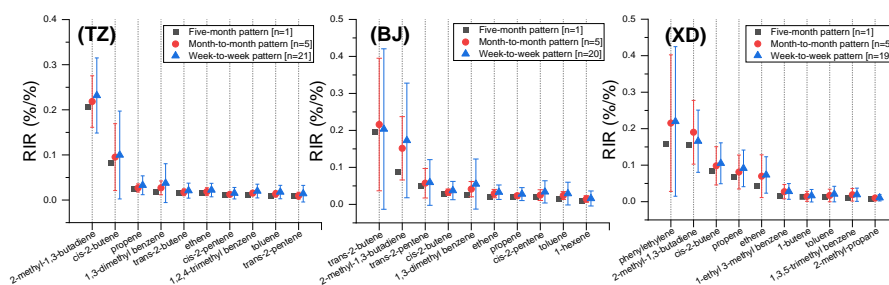 (TZ)
Five-month pattern [n=1]
Month-to-month pattern [n=5]
Week-to-week pattern [n=21]
RIR (%/%)
0.4
0.3
0.2
0.1
0.0
2-methyl-1,3-butadiene
cis-2-butene
propene
1,3-dimethyl benzene
trans-2-butene
ethene
cis-2-pentene
1,2,4-trimethyl benzene
toluene
trans-2-pentene
(BJ)
Five-month pattern [n=1]
Month-to-month pattern [n=5]
Week-to-week pattern [n=20]
RIR (%/%)
0.5
0.4
0.3
0.2
0.1
0.0
trans-2-butene
2-methyl-1,3-butadiene
trans-2-pentene
cis-2-butene
1,3-dimethyl benzene
ethene
propene
cis-2-pentene
toluene
1-hexene
(XD)
Five-month pattern [n=1]
Month-to-month pattern [n=5]
Week-to-week pattern [n=19]
RIR (%/%)
0.5
0.4
0.3
0.2
0.1
0.0
phenylethylene
2-methyl-1,3-butadiene
cis-2-butene
propene
ethene
1-ethyl 3-methyl benzene
1-butene
toluene
1,3,5-trimethyl benzene
2-methyl-propane